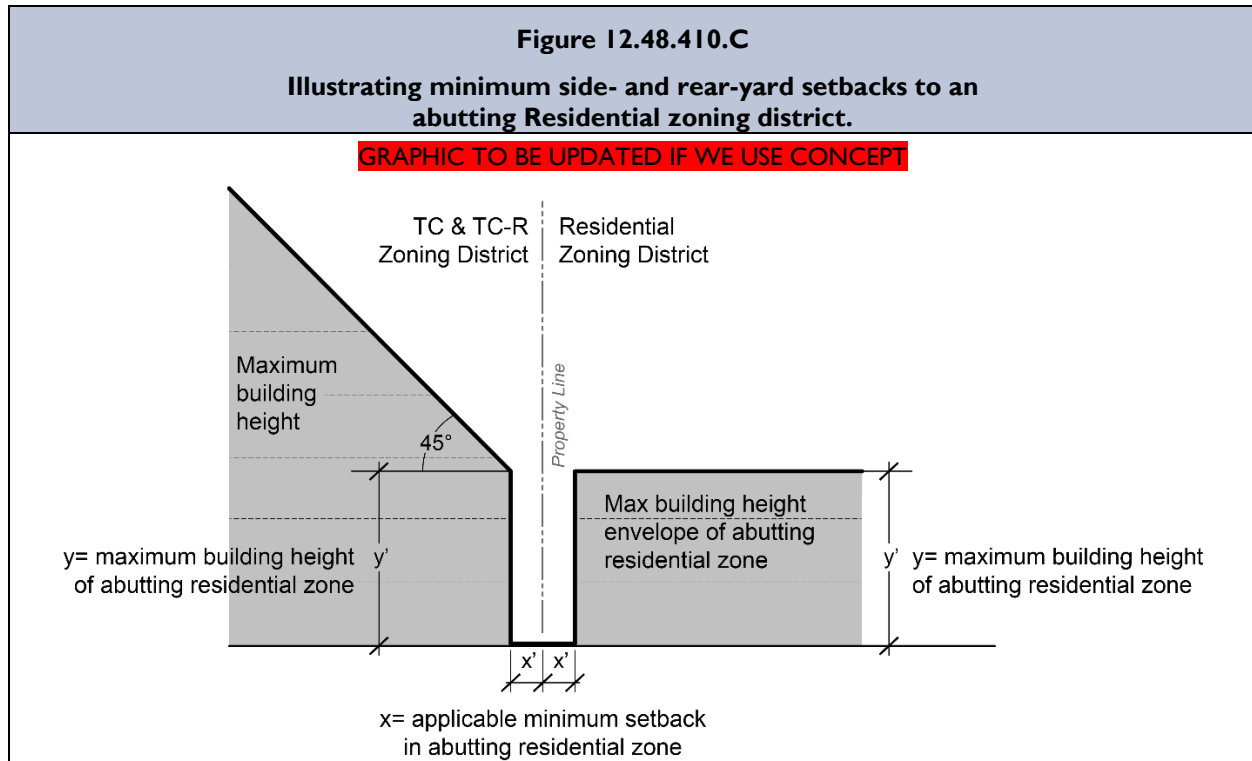 Figure 12.48.410.C
Illustrating minimum side- and rear-yard setbacks to an
abutting Residential zoning district.
GRAPHIC TO BE UPDATED IF WE USE CONCEPT
TC & TC-R
Zoning District
Residential
Zoning District
Property Line
Maximum
building
height
45°
Max building height
envelope of abutting
residential zone
y= maximum building height
of abutting residential zone
y'
y'
y= maximum building height
of abutting residential zone
x'
x'
x= applicable minimum setback
in abutting residential zone